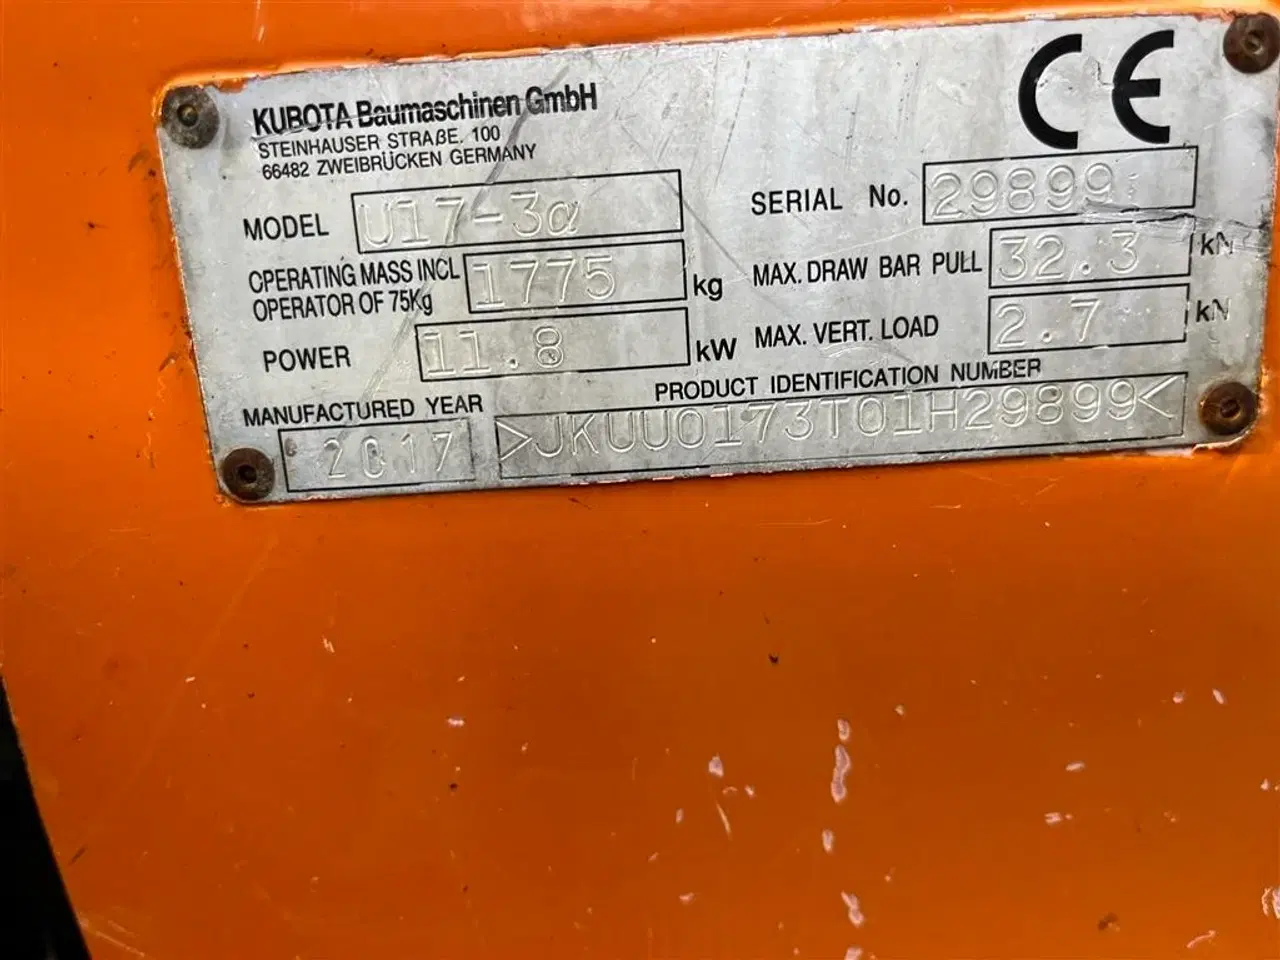 KUBOTA Baumaschinen GmbH
STEINHAUSER STRAßE. 100
66482 ZWEIBRÜCKEN GERMANY
CE
MODEL U17-3α
SERIAL No. 29899
OPERATING MASS INCL
OPERATOR OF 75Kg 1775 kg
MAX. DRAW BAR PULL 32.3 kN
POWER 11.8 kW
MAX. VERT. LOAD 2.7 kN
MANUFACTURED YEAR
2017
PRODUCT IDENTIFICATION NUMBER
>JKUU0173T01H29899<